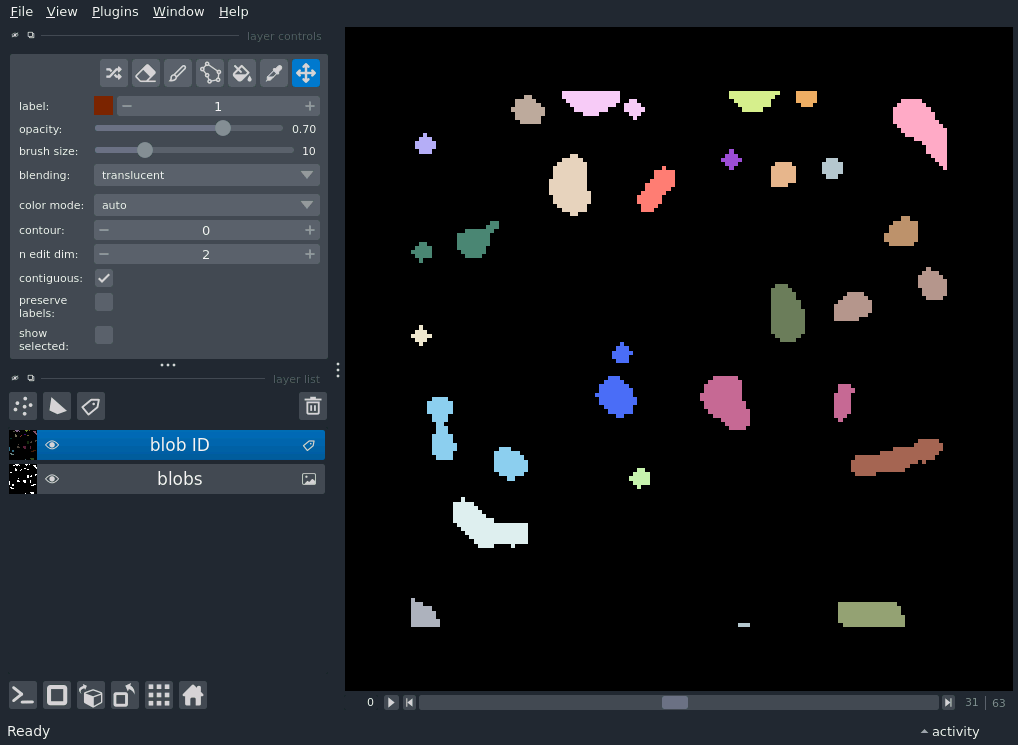 File View Plugins Window Help
layer controls
label: 1
opacity: 0.70
brush size: 10
blending: translucent
color mode: auto
contour: 0
n edit dim: 2
contiguous:
preserve
labels:
show
selected:
layer list
blob ID
blobs
0 31 63
Ready activity